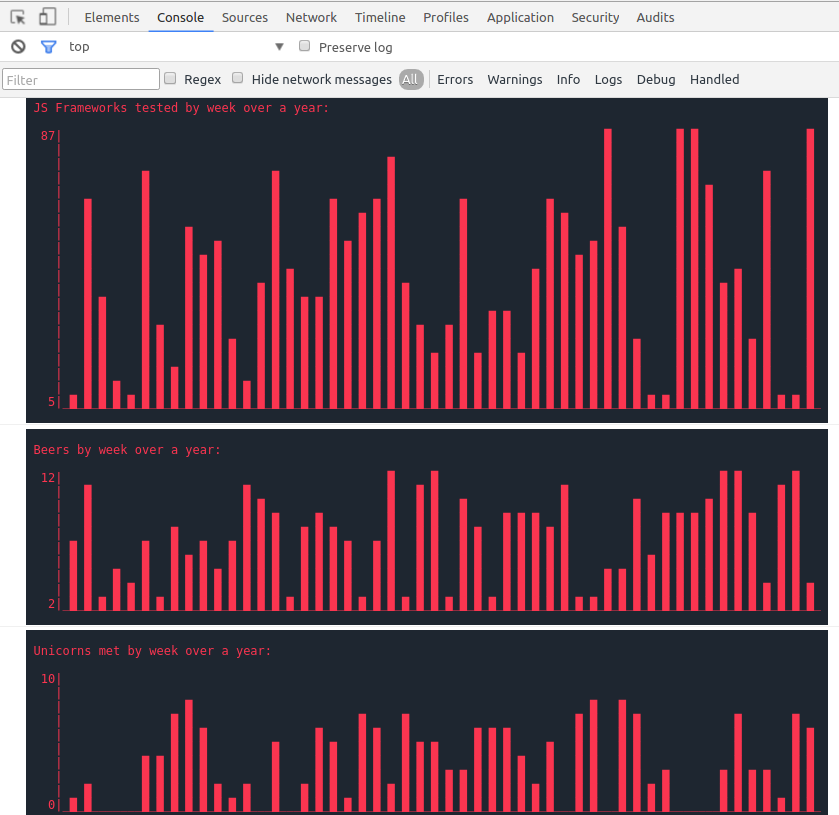 Elements Console Sources Network Timeline Profiles Application Security Audits
top Preserve log
Filter Regex Hide network messages All Errors Warnings Info Logs Debug Handled
JS Frameworks tested by week over a year:
87
5
Beers by week over a year:
12
2
Unicorns met by week over a year:
10
0